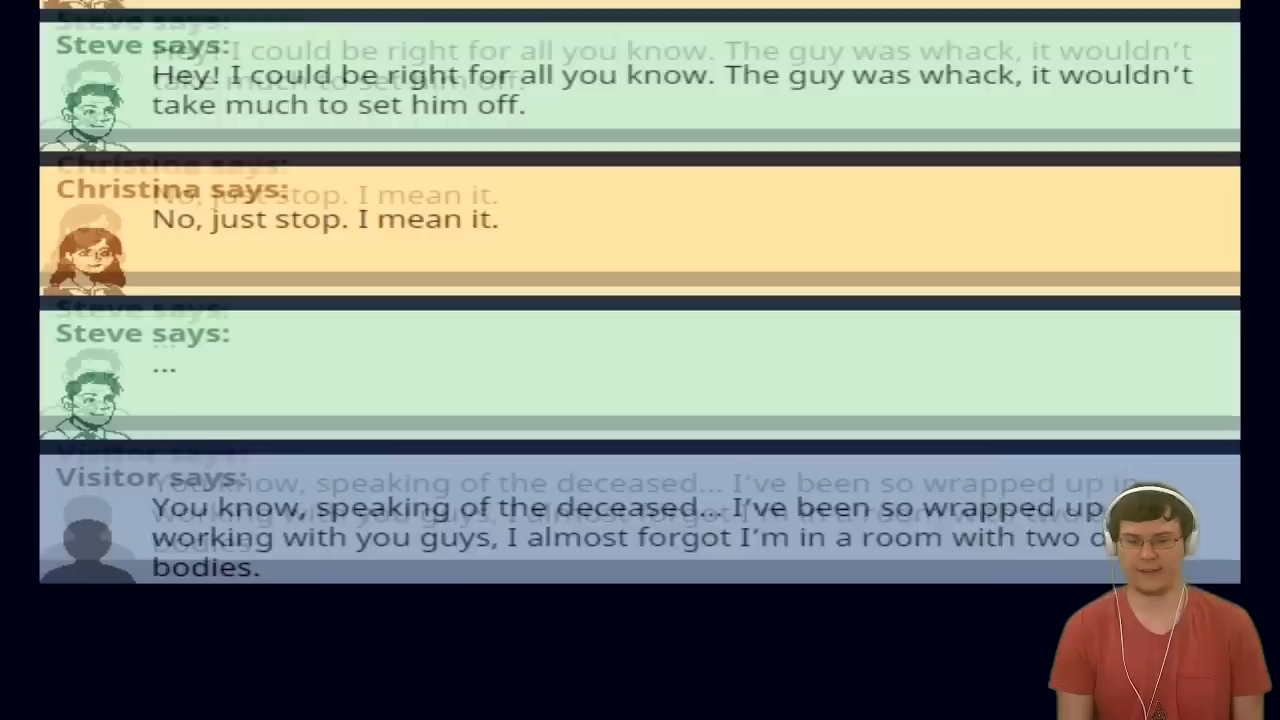 Steve says:
Hey! I could be right for all you know. The guy was whack, it wouldn't
take much to set him off.
Christina says:
No, just stop. I mean it.
Steve says:
...
Visitor says:
You know, speaking of the deceased... I've been so wrapped up in
working with you guys, I almost forgot I'm in a room with two
bodies.